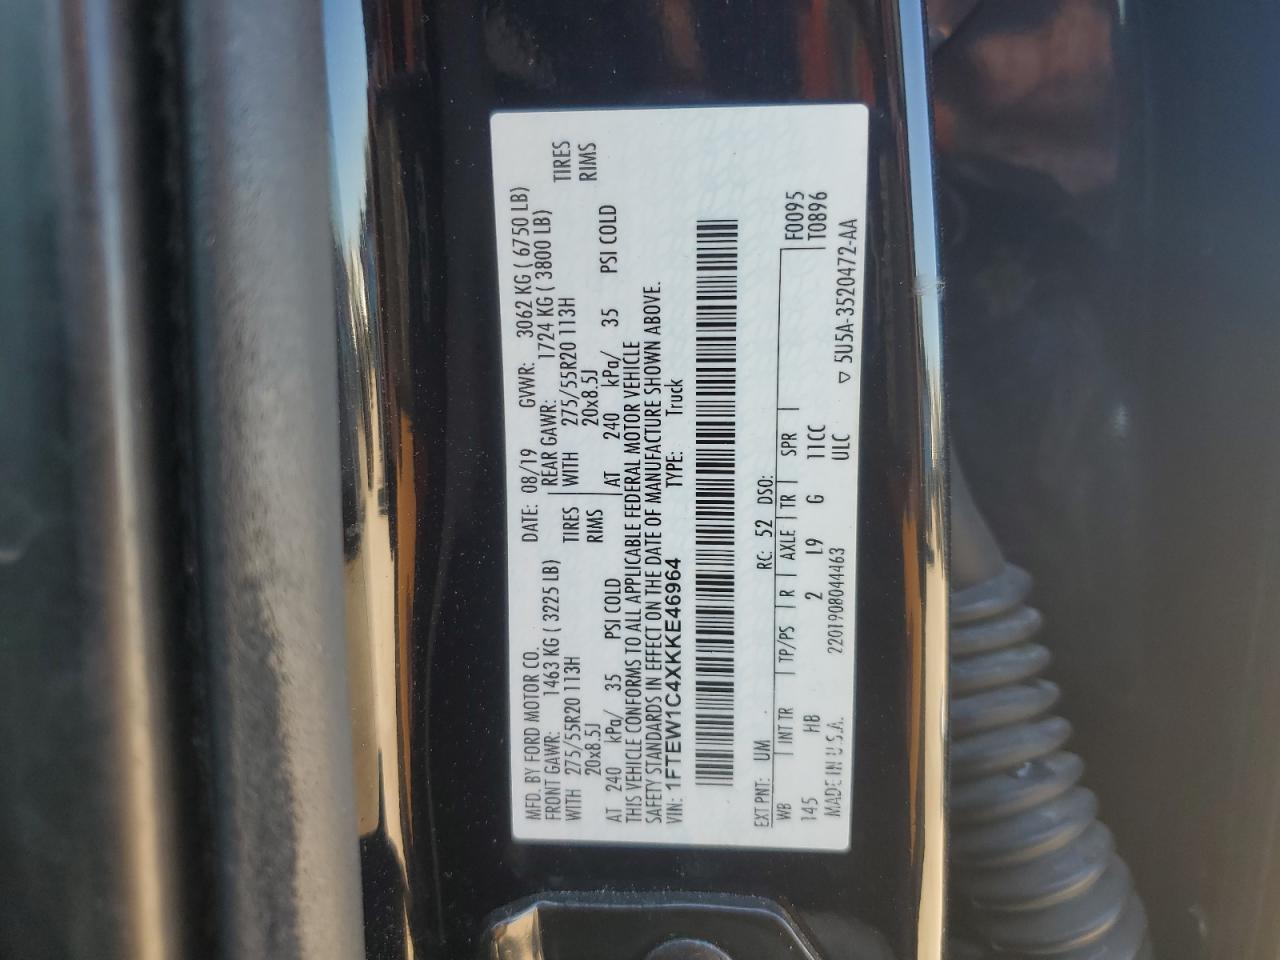 MFD. BY FORD MOTOR CO. DATE: 08/19 GVWR: 3062 KG ( 6750 LB)
FRONT GAWR: 1463 KG ( 3225 LB) REAR GAWR: 1724 KG ( 3800 LB)
WITH 275/55R20 113H TIRES WITH 275/55R20 113H TIRES
20x8.5J RIMS 20x8.5J RIMS
AT 240 kPa/ 35 PSI COLD AT 240 kPa/ 35 PSI COLD
THIS VEHICLE CONFORMS TO ALL APPLICABLE FEDERAL MOTOR VEHICLE
SAFETY STANDARDS IN EFFECT ON THE DATE OF MANUFACTURE SHOWN ABOVE.
VIN: 1FTEW1C4XKKE46964 TYPE: Truck
EXT PNT: UM RC: 52 DSO: F0095
WB INT TR TP/PS R AXLE TR SPR T0896
145 HB 2 L9 G 11CC
MADE IN U.S.A. 2201908044463 ULC ▽ 5U5A-3520472-AA